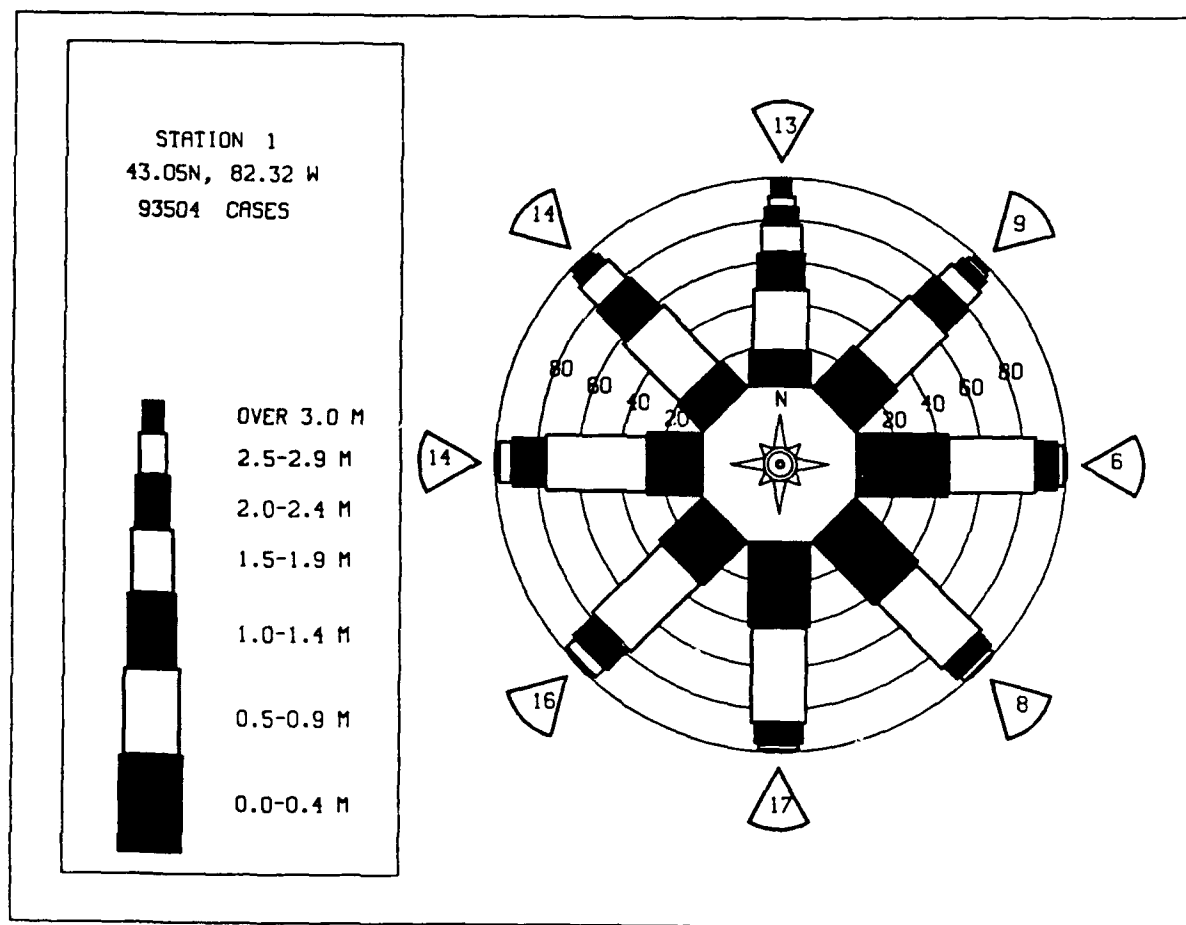 STATION 1
43.05N, 82.32 W
93504 CASES
OVER 3.0 M
2.5-2.9 M
2.0-2.4 M
1.5-1.9 M
1.0-1.4 M
0.5-0.9 M
0.0-0.4 M
13
14
9
80
60
40
20
N
20
40
60
80
14
6
16
8
17